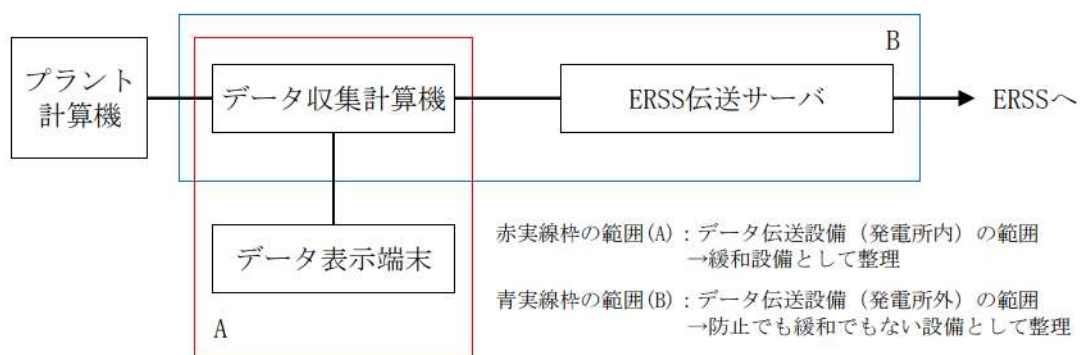 B
プラント
計算機
データ収集計算機
ERSS伝送サーバ
ERSSへ
データ表示端末
A
赤実線枠の範囲(A)：データ伝送設備（発電所内）の範囲
→緩和設備として整理
青実線枠の範囲(B)：データ伝送設備（発電所外）の範囲
→防止でも緩和でもない設備として整理